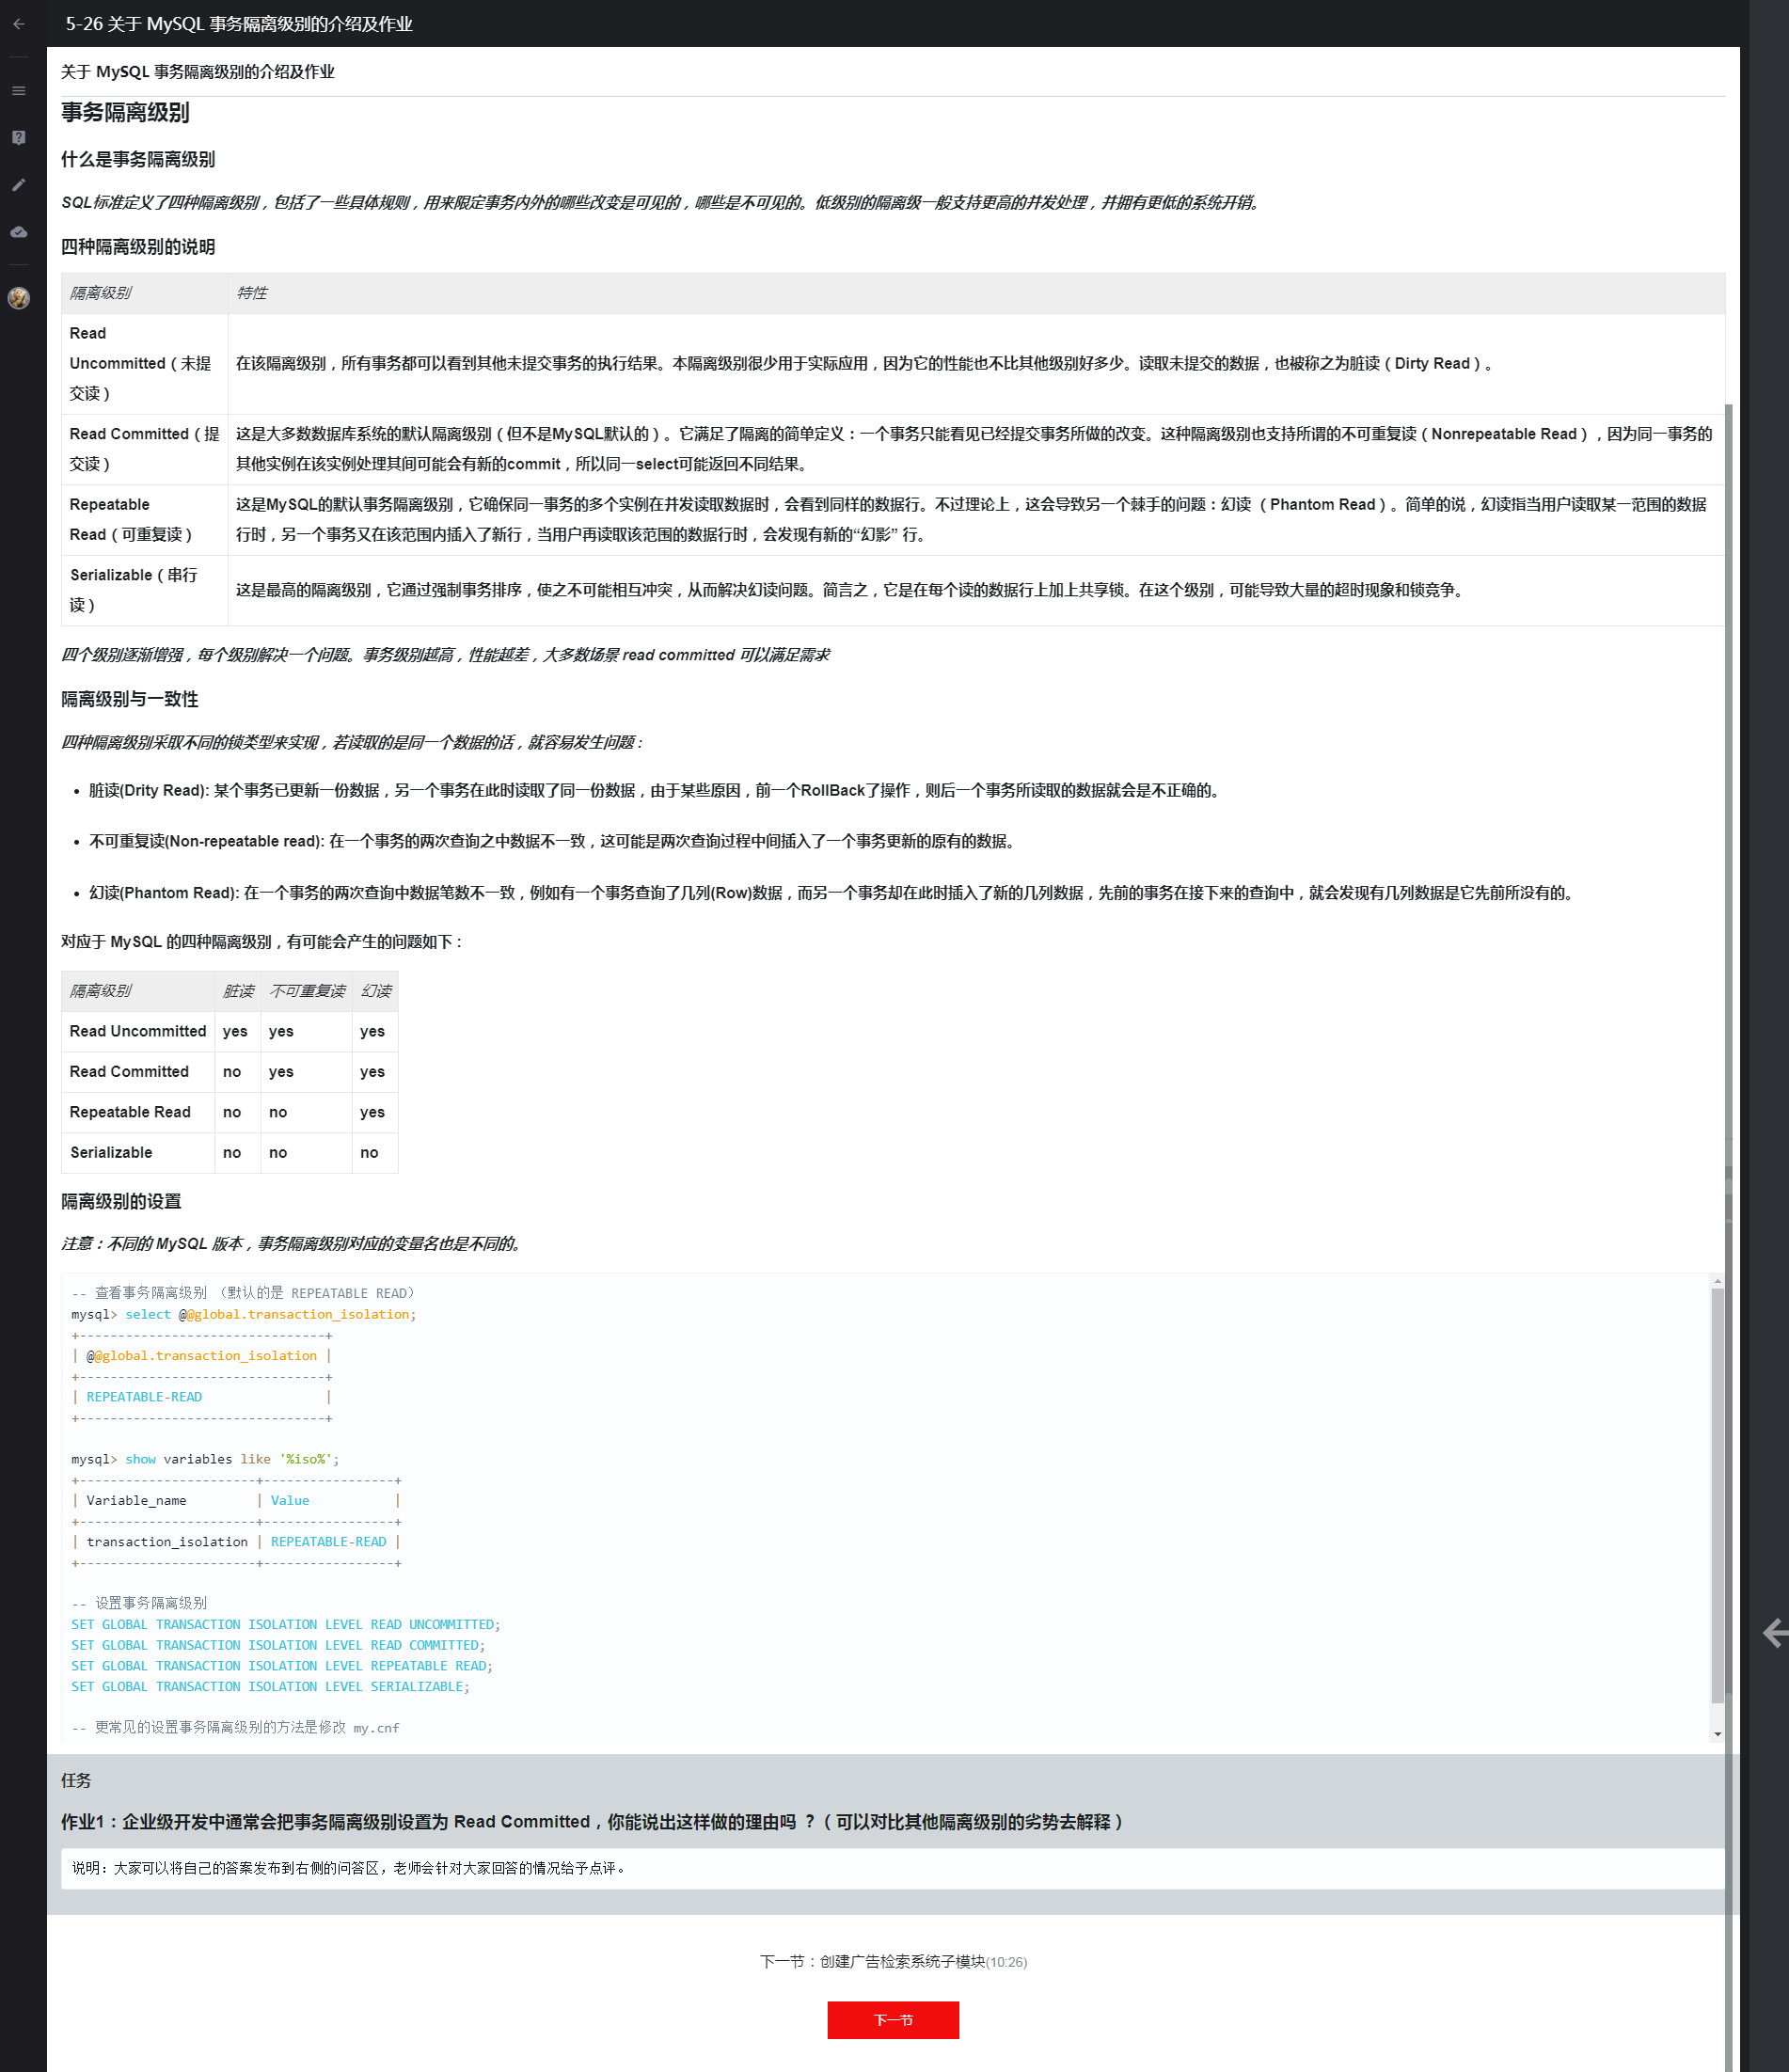 5-26 关于 MySQL 事务隔离级别的介绍及作业
关于 MySQL 事务隔离级别的介绍及作业
事务隔离级别
什么是事务隔离级别
SQL标准定义了四种隔离级别，包括了一些具体规则，用来限定事务内外的哪些改变是可见的，哪些是不可见的。低级别的隔离级一般支持更高的并发处理，并拥有更低的系统开销。
四种隔离级别的说明
隔离级别 特性
Read
Uncommitted（未提
交读）
在该隔离级别，所有事务都可以看到其他未提交事务的执行结果。本隔离级别很少用于实际应用，因为它的性能也不比其他级别好多少。读取未提交的数据，也被称之为脏读（Dirty Read）。
Read Committed（提
交读）
这是大多数数据库系统的默认隔离级别（但不是MySQL默认的）。它满足了隔离的简单定义：一个事务只能看见已经提交事务所做的改变。这种隔离级别也支持所谓的不可重复读（Nonrepeatable Read），因为同一事务的
其他实例在该实例处理其间可能会有新的commit，所以同一select可能返回不同结果。
Repeatable
Read（可重复读）
这是MySQL的默认事务隔离级别，它确保同一事务的多个实例在并发读取数据时，会看到同样的数据行。不过理论上，这会导致另一个棘手的问题：幻读 （Phantom Read）。简单的说，幻读指当用户读取某一范围的数据
行时，另一个事务又在该范围内插入了新行，当用户再读取该范围的数据行时，会发现有新的“幻影” 行。
Serializable（串行
读）
这是最高的隔离级别，它通过强制事务排序，使之不可能相互冲突，从而解决幻读问题。简言之，它是在每个读的数据行上加上共享锁。在这个级别，可能导致大量的超时现象和锁竞争。
四个级别逐渐增强，每个级别解决一个问题。事务级别越高，性能越差，大多数场景 read committed 可以满足需求
隔离级别与一致性
四种隔离级别采取不同的锁类型来实现，若读取的是同一个数据的话，就容易发生问题：
• 脏读(Drity Read): 某个事务已更新一份数据，另一个事务在此时读取了同一份数据，由于某些原因，前一个RollBack了操作，则后一个事务所读取的数据就会是不正确的。
• 不可重复读(Non-repeatable read): 在一个事务的两次查询之中数据不一致，这可能是两次查询过程中间插入了一个事务更新的原有的数据。
• 幻读(Phantom Read): 在一个事务的两次查询中数据笔数不一致，例如有一个事务查询了几列(Row)数据，而另一个事务却在此时插入了新的几列数据，先前的事务在接下来的查询中，就会发现有几列数据是它先前所没有的。
对应于 MySQL 的四种隔离级别，有可能会产生的问题如下：
隔离级别 脏读 不可重复读 幻读
Read Uncommitted yes yes yes
Read Committed no yes yes
Repeatable Read no no yes
Serializable no no no
隔离级别的设置
注意：不同的 MySQL 版本，事务隔离级别对应的变量名也是不同的。
-- 查看事务隔离级别 （默认的是 REPEATABLE READ）
mysql> select @@global.transaction_isolation;
+--------------------------------+
| @@global.transaction_isolation |
+--------------------------------+
| REPEATABLE-READ                |
+--------------------------------+
mysql> show variables like '%iso%';
+-----------------------+-----------------+
| Variable_name         | Value           |
+-----------------------+-----------------+
| transaction_isolation | REPEATABLE-READ |
+-----------------------+-----------------+
-- 设置事务隔离级别
SET GLOBAL TRANSACTION ISOLATION LEVEL READ UNCOMMITTED;
SET GLOBAL TRANSACTION ISOLATION LEVEL READ COMMITTED;
SET GLOBAL TRANSACTION ISOLATION LEVEL REPEATABLE READ;
SET GLOBAL TRANSACTION ISOLATION LEVEL SERIALIZABLE;
-- 更常见的设置事务隔离级别的方法是修改 my.cnf
任务
作业1：企业级开发中通常会把事务隔离级别设置为 Read Committed，你能说出这样做的理由吗 ？（ 可以对比其他隔离级别的劣势去解释 ）
说明：大家可以将自己的答案发布到右侧的问答区，老师会针对大家回答的情况给予点评。
下一节：创建广告检索系统子模块(10:26)
下一节